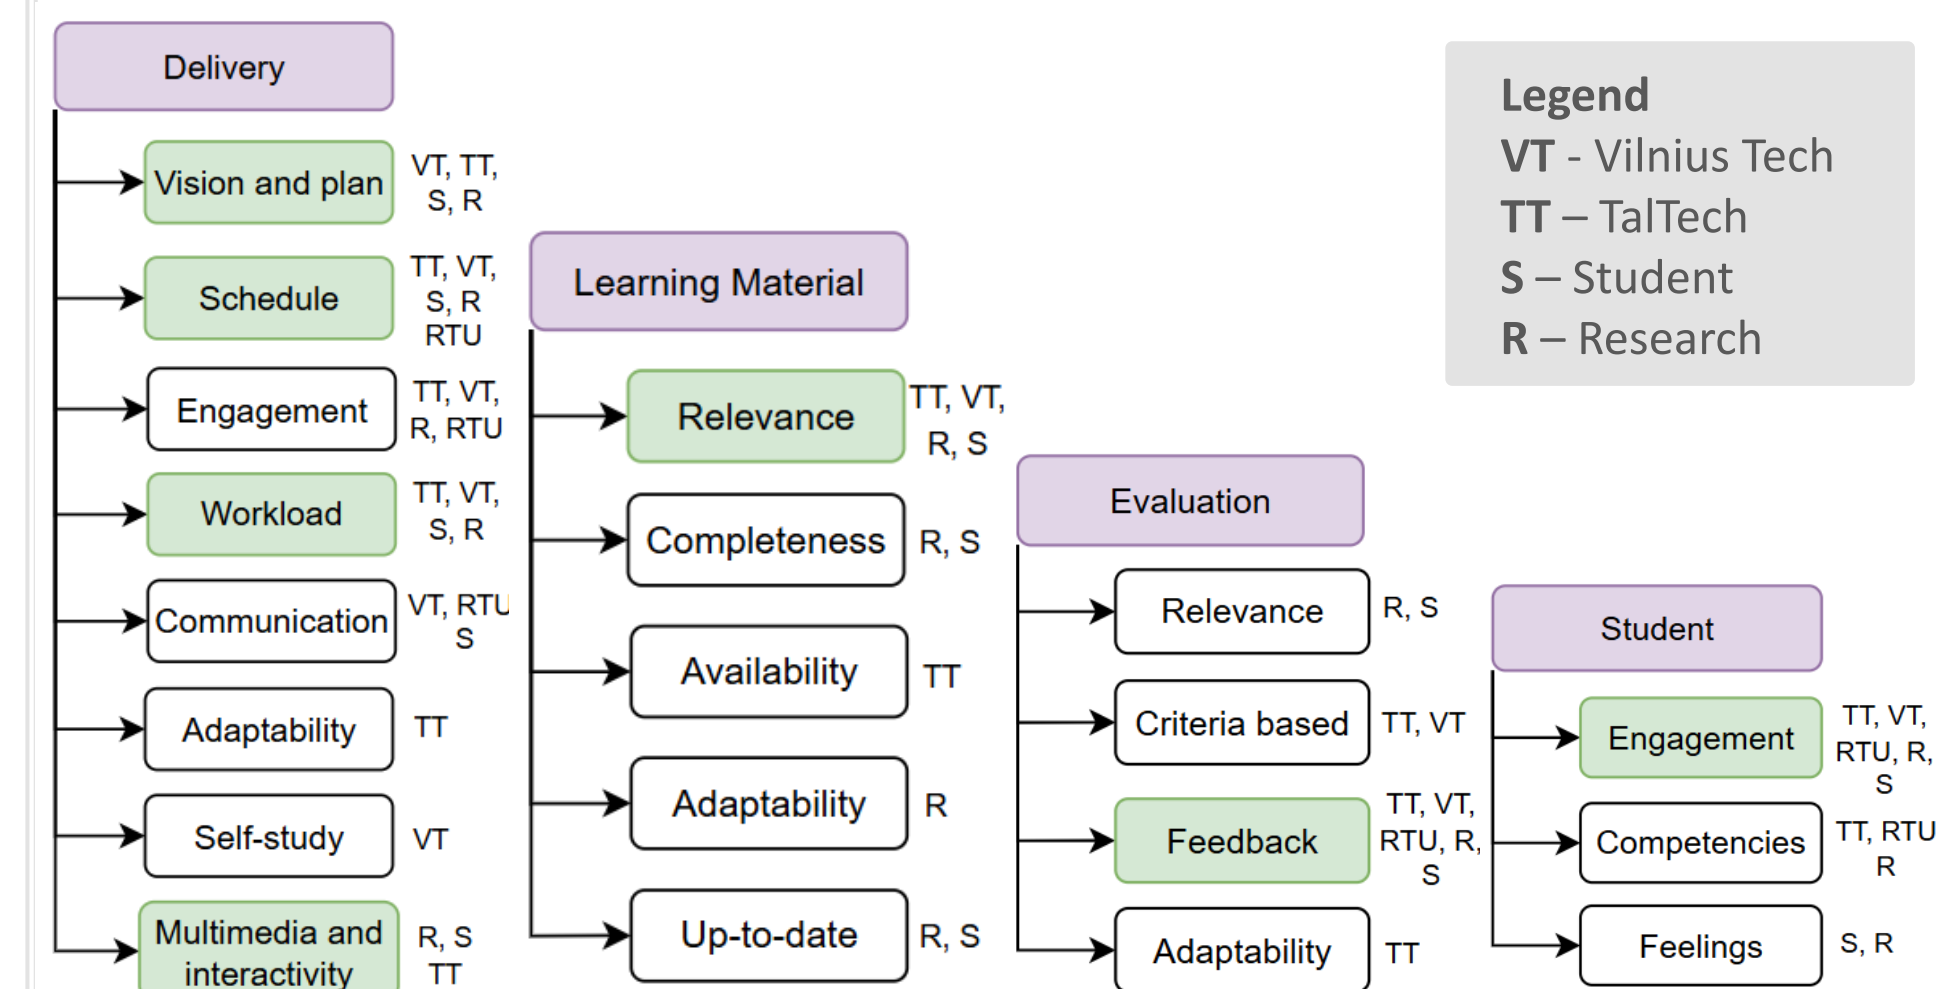 Delivery
Vision and plan
VT, TT,
S, R
Schedule
TT, VT,
S, R
RTU
Engagement
TT, VT,
R, RTU
Workload
TT, VT,
S, R
Communication
VT, RTU
S
Adaptability
TT
Self-study
VT
Multimedia and
interactivity
R, S
TT
Learning Material
Relevance
TT, VT,
R, S
Completeness
R, S
Availability
TT
Adaptability
R
Up-to-date
R, S
Evaluation
Relevance
R, S
Criteria based
TT, VT
Feedback
TT, VT,
RTU, R,
S
Adaptability
TT
Student
Engagement
TT, VT,
RTU, R,
S
Competencies
TT, RTU
R
Feelings
S, R
Legend
VT - Vilnius Tech
TT – TalTech
S – Student
R – Research